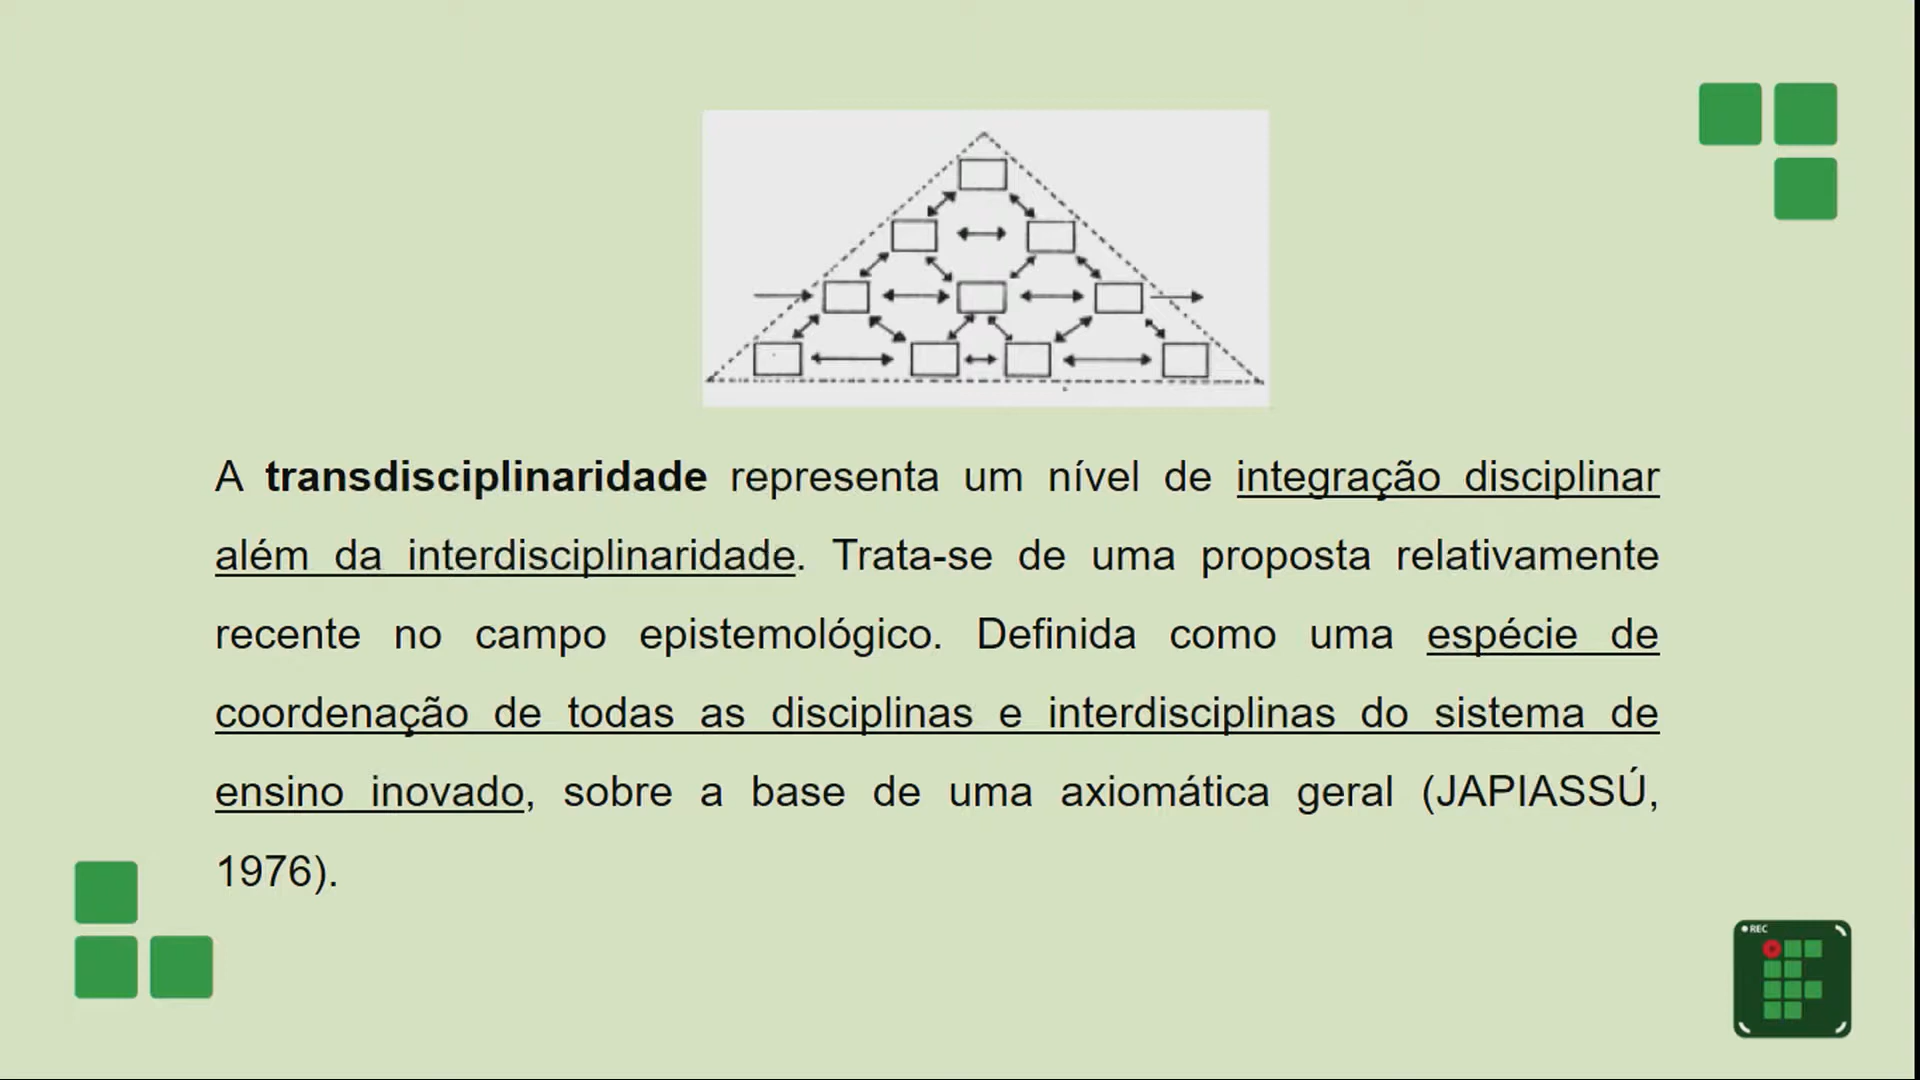 A transdisciplinaridade representa um nível de integração disciplinar
além da interdisciplinaridade. Trata-se de uma proposta relativamente
recente no campo epistemológico. Definida como uma espécie de
coordenação de todas as disciplinas e interdisciplinas do sistema de
ensino inovado, sobre a base de uma axiomática geral (JAPIASSÚ,
1976).
REC